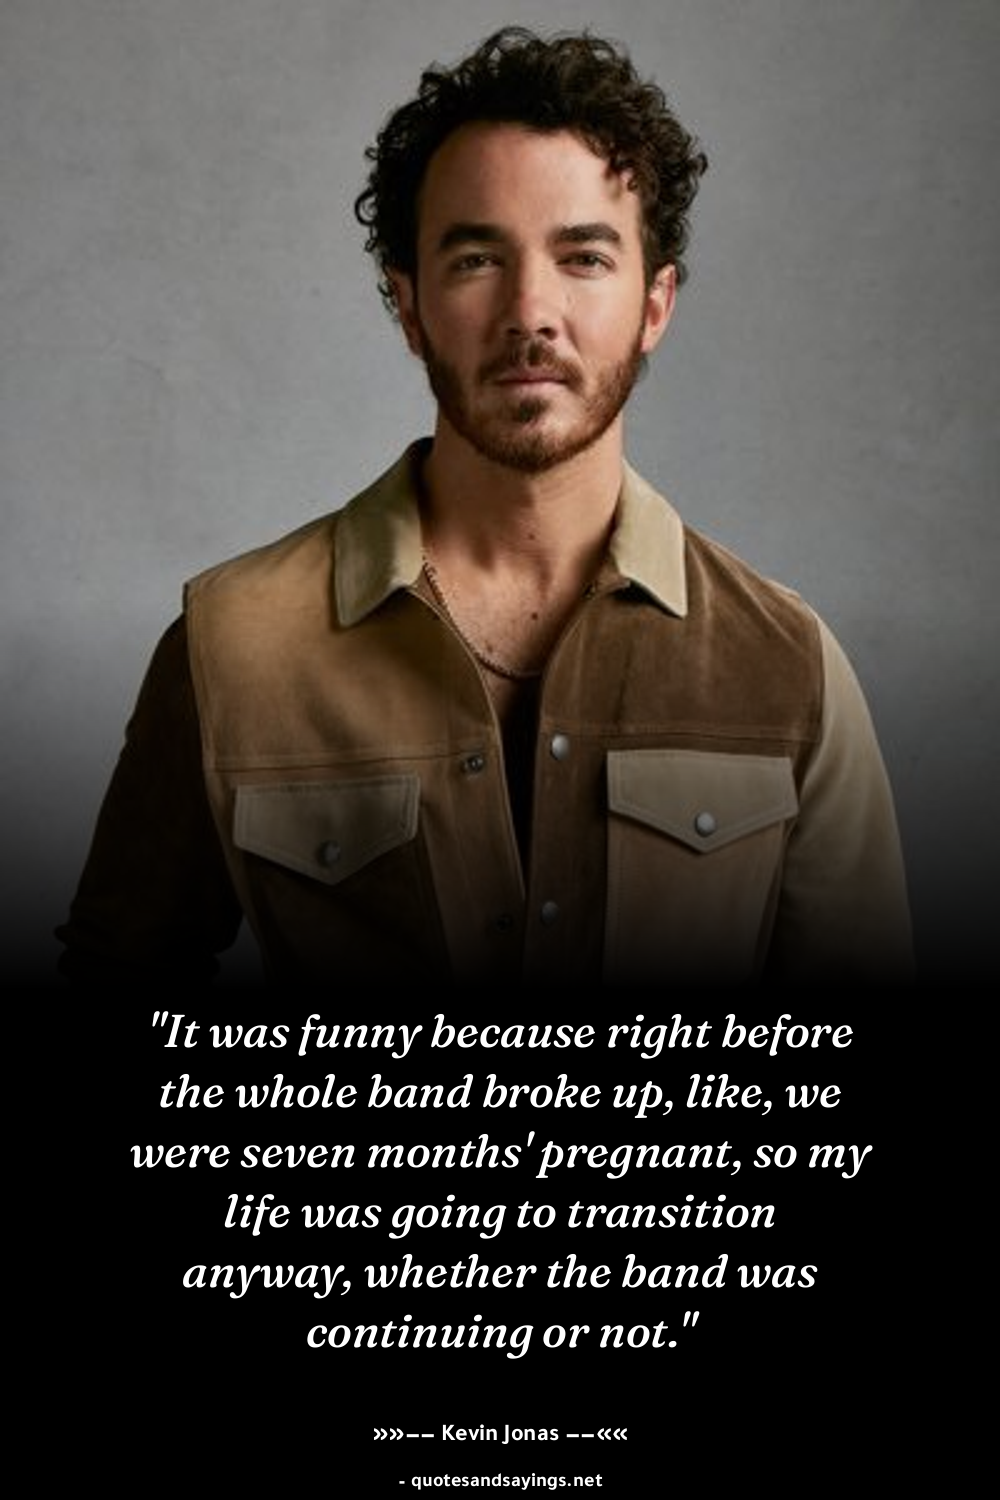 "It was funny because right before
the whole band broke up, like, we
were seven months' pregnant, so my
life was going to transition
anyway, whether the band was
continuing or not."
»»–– Kevin Jonas ––««
- quotesandsayings.net